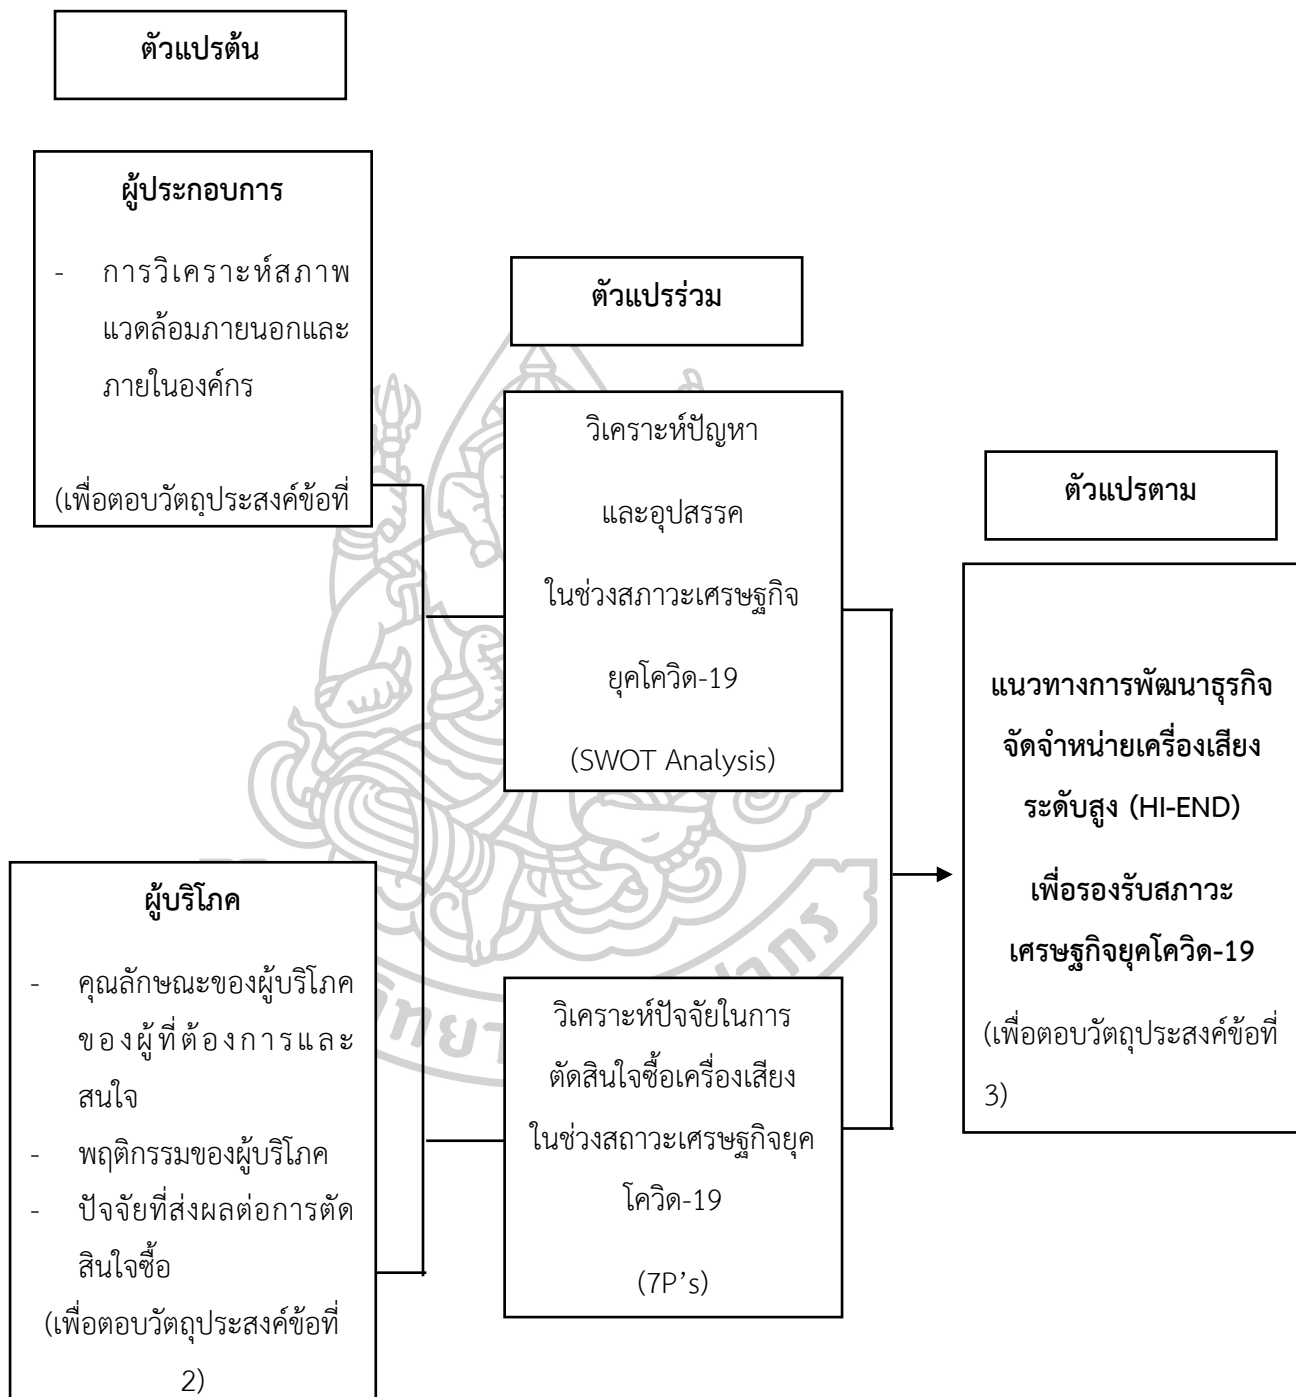 ตัวแปรต้น
ผู้ประกอบการ
- การวิเคราะห์สภาพ
แวดล้อมภายนอกและ
ภายในองค์กร
(เพื่อตอบวัตถุประสงค์ข้อที่
ผู้บริโภค
- คุณลักษณะของผู้บริโภค
ของผู้ที่ต้องการและ
สนใจ
- พฤติกรรมของผู้บริโภค
- ปัจจัยที่ส่งผลต่อการตัด
สินใจซื้อ
(เพื่อตอบวัตถุประสงค์ข้อที่
2)
ตัวแปรร่วม
วิเคราะห์ปัญหา
และอุปสรรค
ในช่วงสภาวะเศรษฐกิจ
ยุคโควิด-19
(SWOT Analysis)
วิเคราะห์ปัจจัยในการ
ตัดสินใจซื้อเครื่องเสียง
ในช่วงสถาวะเศรษฐกิจยุค
โควิด-19
(7P’s)
ตัวแปรตาม
แนวทางการพัฒนาธุรกิจ
จัดจำหน่ายเครื่องเสียง
ระดับสูง (HI-END)
เพื่อรองรับสภาวะ
เศรษฐกิจยุคโควิด-19
(เพื่อตอบวัตถุประสงค์ข้อที่
3)